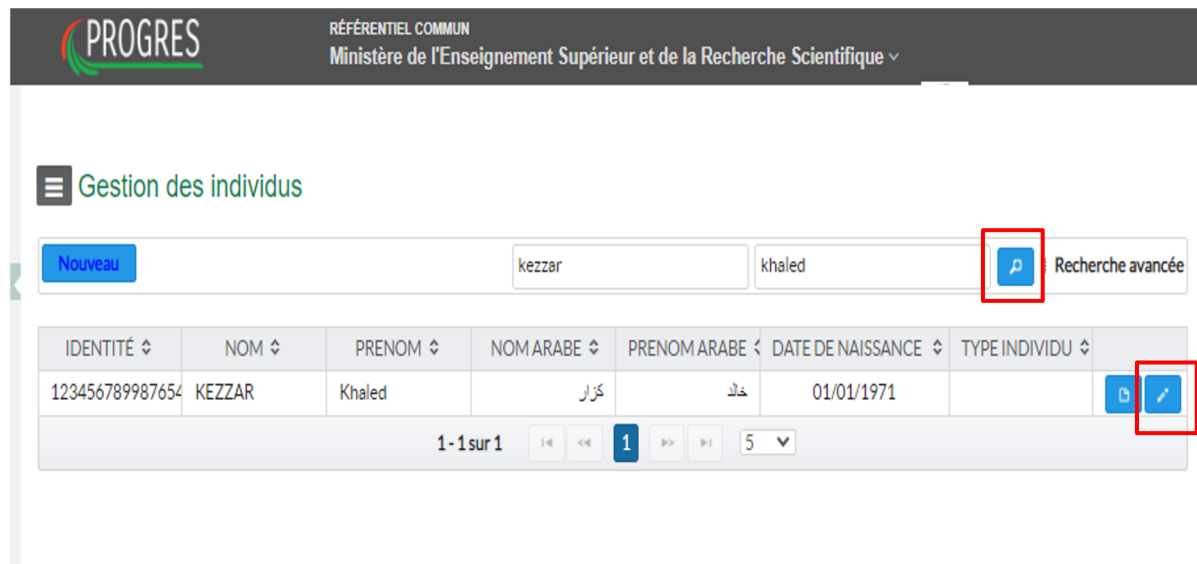 PROGRES
RÉFÉRENTIEL COMMUN
Ministère de l'Enseignement Supérieur et de la Recherche Scientifique
Gestion des individus
Nouveau kezzar khaled Recherche avancée
IDENTITÉ NOM PRENOM NOM ARABE PRENOM ARABE DATE DE NAISSANCE TYPE INDIVIDU
123456789987654 KEZZAR Khaled كزار خالد 01/01/1971
1 - 1 sur 1 1 5